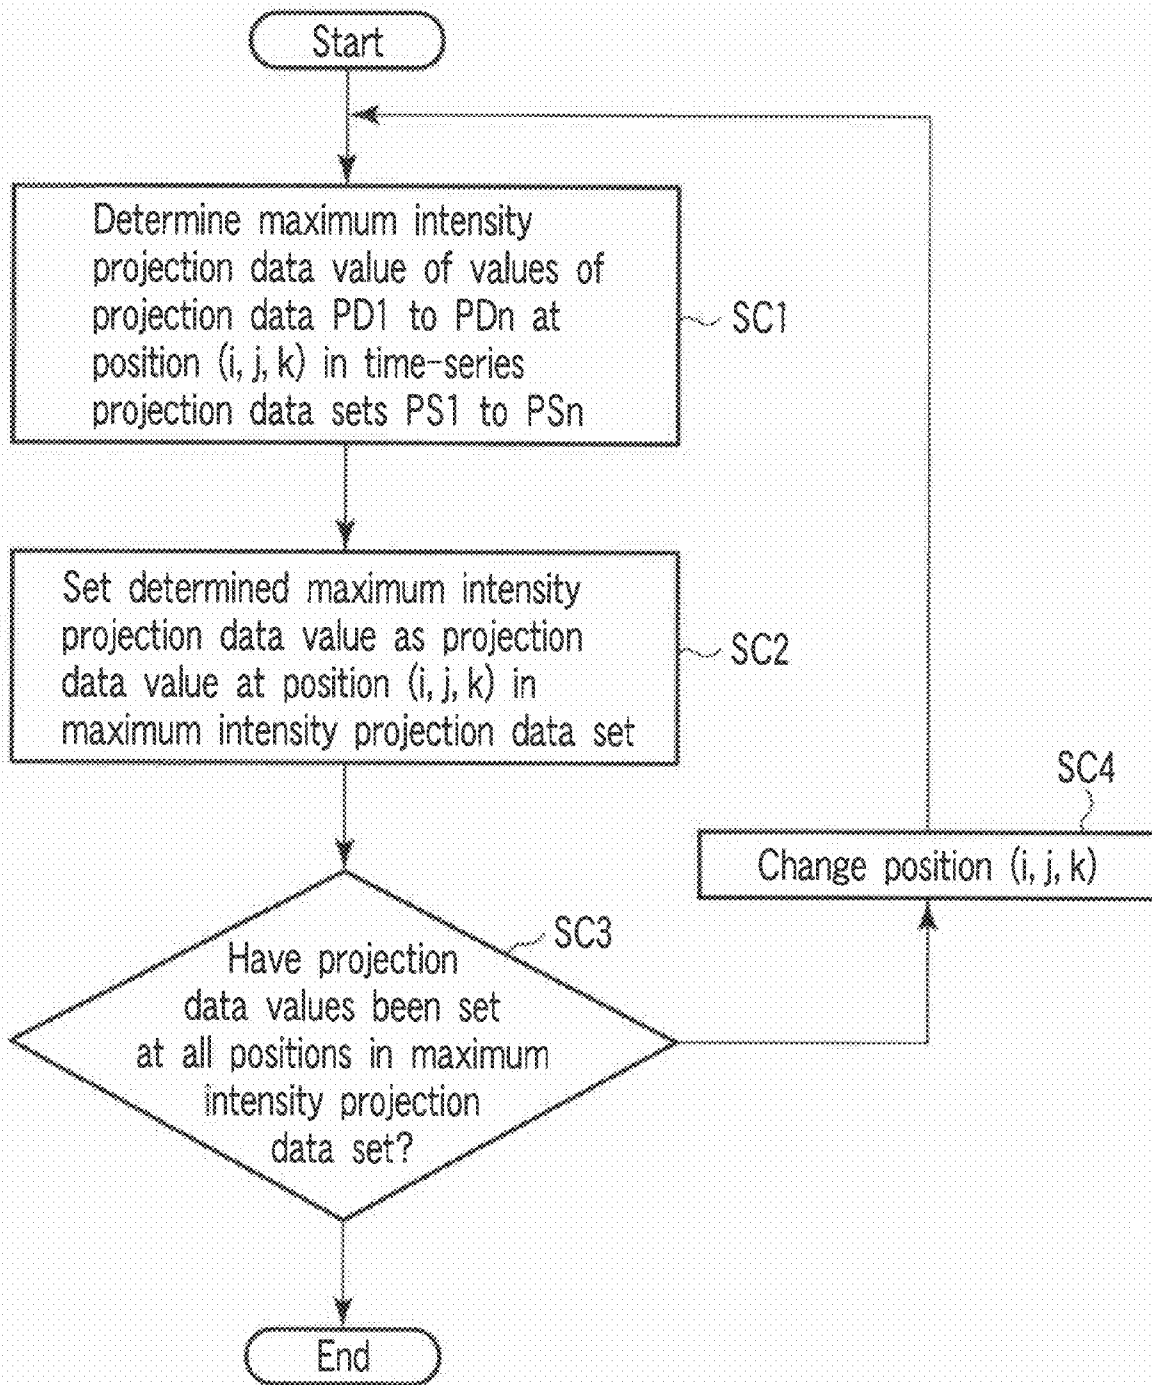 Start
Determine maximum intensity
projection data value of values of
projection data PD1 to PDn at
position (i, j, k) in time-series
projection data sets PS1 to PSn
SC1
Set determined maximum intensity
projection data value as projection
data value at position (i, j, k) in
maximum intensity projection data set
SC2
SC4
Change position (i, j, k)
SC3
Have projection
data values been set
at all positions in maximum
intensity projection
data set?
End